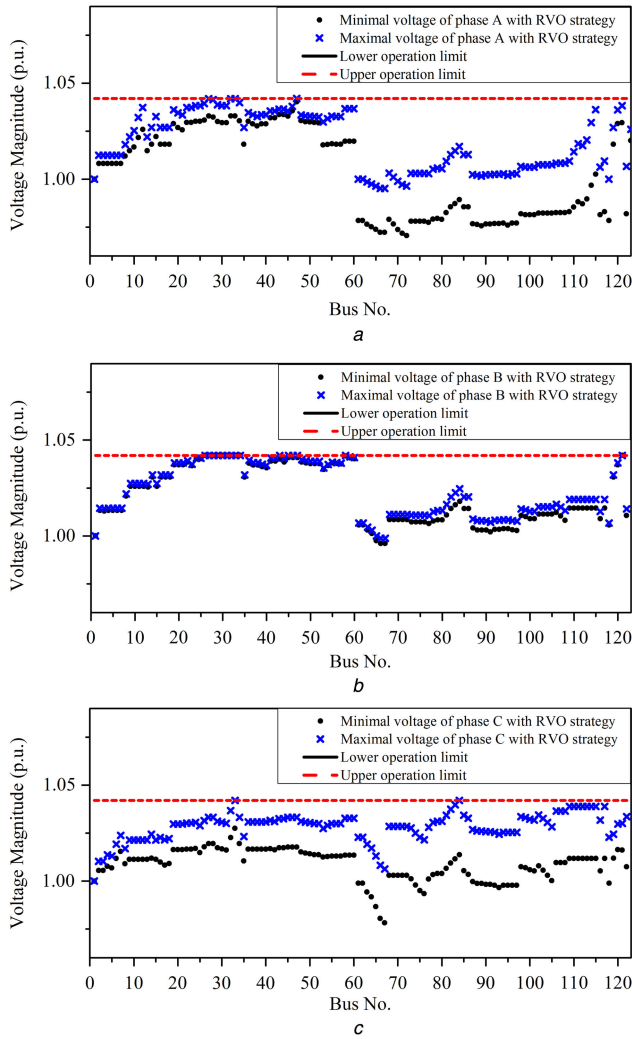 Minimal voltage of phase A with RVO strategy
Maximal voltage of phase A with RVO strategy
Lower operation limit
Upper operation limit
Voltage Magnitude (p.u.)
1.05
1.00
0 10 20 30 40 50 60 70 80 90 100 110 120
Bus No.
a
Minimal voltage of phase B with RVO strategy
Maximal voltage of phase B with RVO strategy
Lower operation limit
Upper operation limit
Voltage Magnitude (p.u.)
1.05
1.00
0 10 20 30 40 50 60 70 80 90 100 110 120
Bus No.
b
Minimal voltage of phase C with RVO strategy
Maximal voltage of phase C with RVO strategy
Lower operation limit
Upper operation limit
Voltage Magnitude (p.u.)
1.05
1.00
0 10 20 30 40 50 60 70 80 90 100 110 120
Bus No.
c